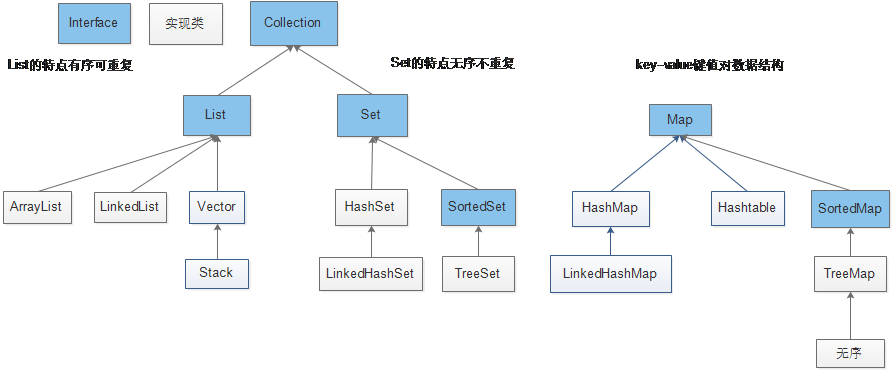 Interface
实现类
Collection
List的特点有序可重复
Set的特点无序不重复
key-value键值对数据结构
List
Set
Map
ArrayList
LinkedList
Vector
HashSet
SortedSet
HashMap
Hashtable
SortedMap
Stack
LinkedHashSet
TreeSet
LinkedHashMap
TreeMap
无序